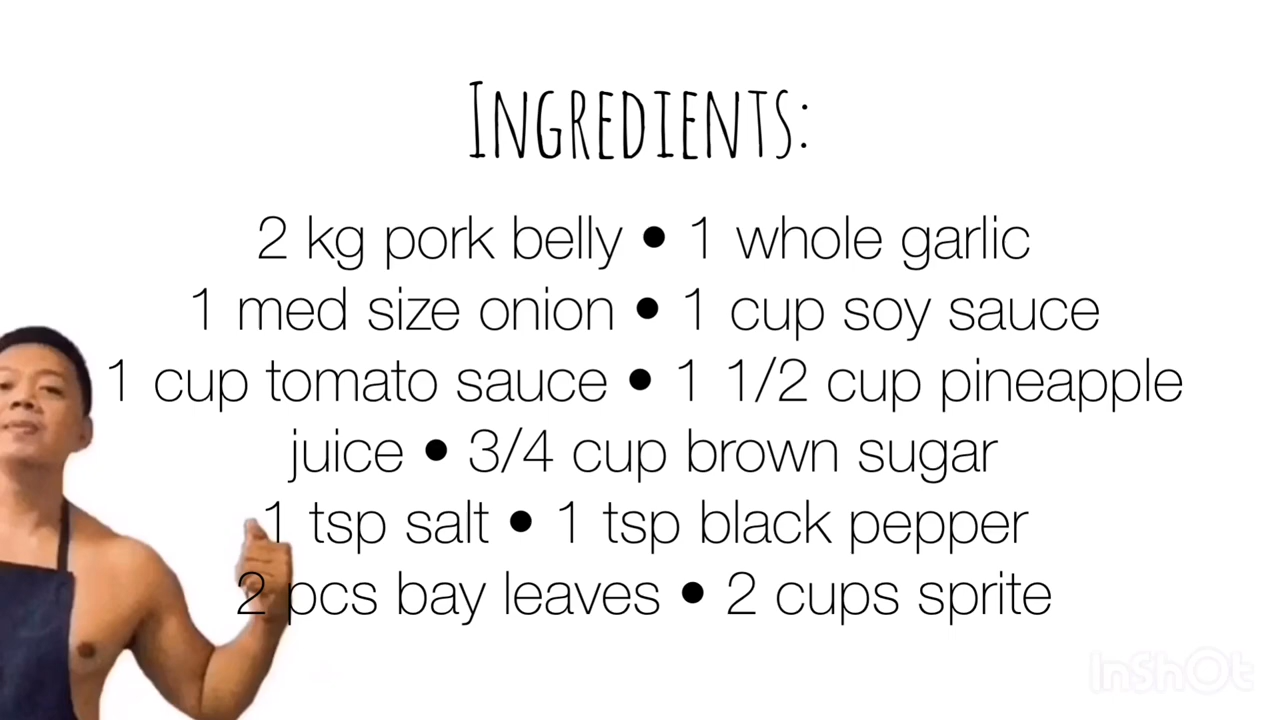 INGREDIENTS:
2 kg pork belly • 1 whole garlic
1 med size onion • 1 cup soy sauce
1 cup tomato sauce • 1 1/2 cup pineapple
juice • 3/4 cup brown sugar
1 tsp salt • 1 tsp black pepper
2 pcs bay leaves • 2 cups sprite
InShOt